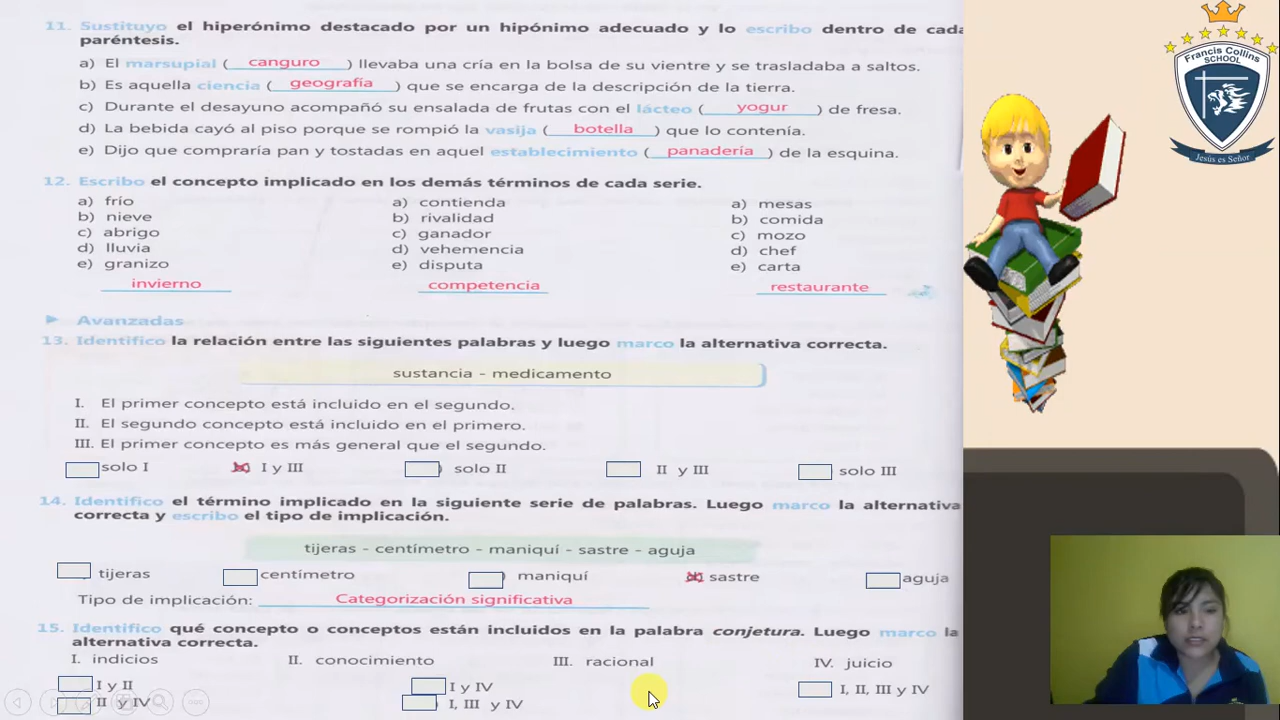 11. Sustituyo el hiperónimo destacado por un hipónimo adecuado y lo escribo dentro de cada
paréntesis.
a) El marsupial ( canguro ) llevaba una cría en la bolsa de su vientre y se trasladaba a saltos.
b) Es aquella ciencia ( geografía ) que se encarga de la descripción de la tierra.
c) Durante el desayuno acompañó su ensalada de frutas con el lácteo ( yogur ) de fresa.
d) La bebida cayó al piso porque se rompió la vasija ( botella ) que lo contenía.
e) Dijo que compraría pan y tostadas en aquel establecimiento ( panadería ) de la esquina.
12. Escribo el concepto implicado en los demás términos de cada serie.
a) frío
b) nieve
c) abrigo
d) lluvia
e) granizo
invierno
a) contienda
b) rivalidad
c) ganador
d) vehemencia
e) disputa
competencia
a) mesas
b) comida
c) mozo
d) chef
e) carta
restaurante
Avanzadas
13. Identifico la relación entre las siguientes palabras y luego marco la alternativa correcta.
sustancia - medicamento
I. El primer concepto está incluido en el segundo.
II. El segundo concepto está incluido en el primero.
III. El primer concepto es más general que el segundo.
solo I I y III solo II II y III solo III
14. Identifico el término implicado en la siguiente serie de palabras. Luego marco la alternativa
correcta y escribo el tipo de implicación.
tijeras - centímetro - maniquí - sastre - aguja
tijeras centímetro maniquí sastre aguja
Tipo de implicación: Categorización significativa
15. Identifico qué concepto o conceptos están incluidos en la palabra conjetura. Luego marco la
alternativa correcta.
I. indicios II. conocimiento III. racional IV. juicio
I y II I y IV I, II, III y IV
II y IV I, III y IV
Francis Collins
SCHOOL
Jesús es Señor